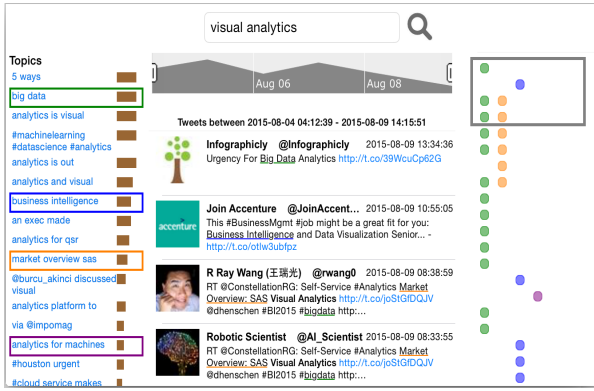 visual analytics
Topics
5 ways
big data
analytics is visual
#machinelearning
#datascience #analytics
analytics is out
analytics and visual
business intelligence
an exec made
analytics for qsr
market overview sas
@burcu_akinci discussed
visual
analytics platform to
via @impomag
analytics for machines
#houston urgent
#cloud service makes
Aug 06
Aug 08
Tweets between 2015-08-04 04:12:39 - 2015-08-09 14:15:51
Infographicly @Infographicly 2015-08-09 13:34:36
Urgency For Big Data Analytics http://t.co/39WcuCp62G
accenture
Join Accenture @JoinAccent... 2015-08-09 10:55:05
This #BusinessMgmt #job might be a great fit for you:
Business Intelligence and Data Visualization Senior... -
http://t.co/otIw3ubfpz
R Ray Wang (王瑞光) @rwang0 2015-08-09 08:38:59
RT @ConstellationRG: Self-Service #Analytics Market
Overview: SAS Visual Analytics http://t.co/joStGfDQJV
@dhenschen #BI2015 #bigdata http:...
Robotic Scientist @AI_Scientist 2015-08-09 08:33:55
RT @ConstellationRG: Self-Service #Analytics Market
Overview: SAS Visual Analytics http://t.co/joStGfDQJV
@dhenschen #BI2015 #bigdata http:...